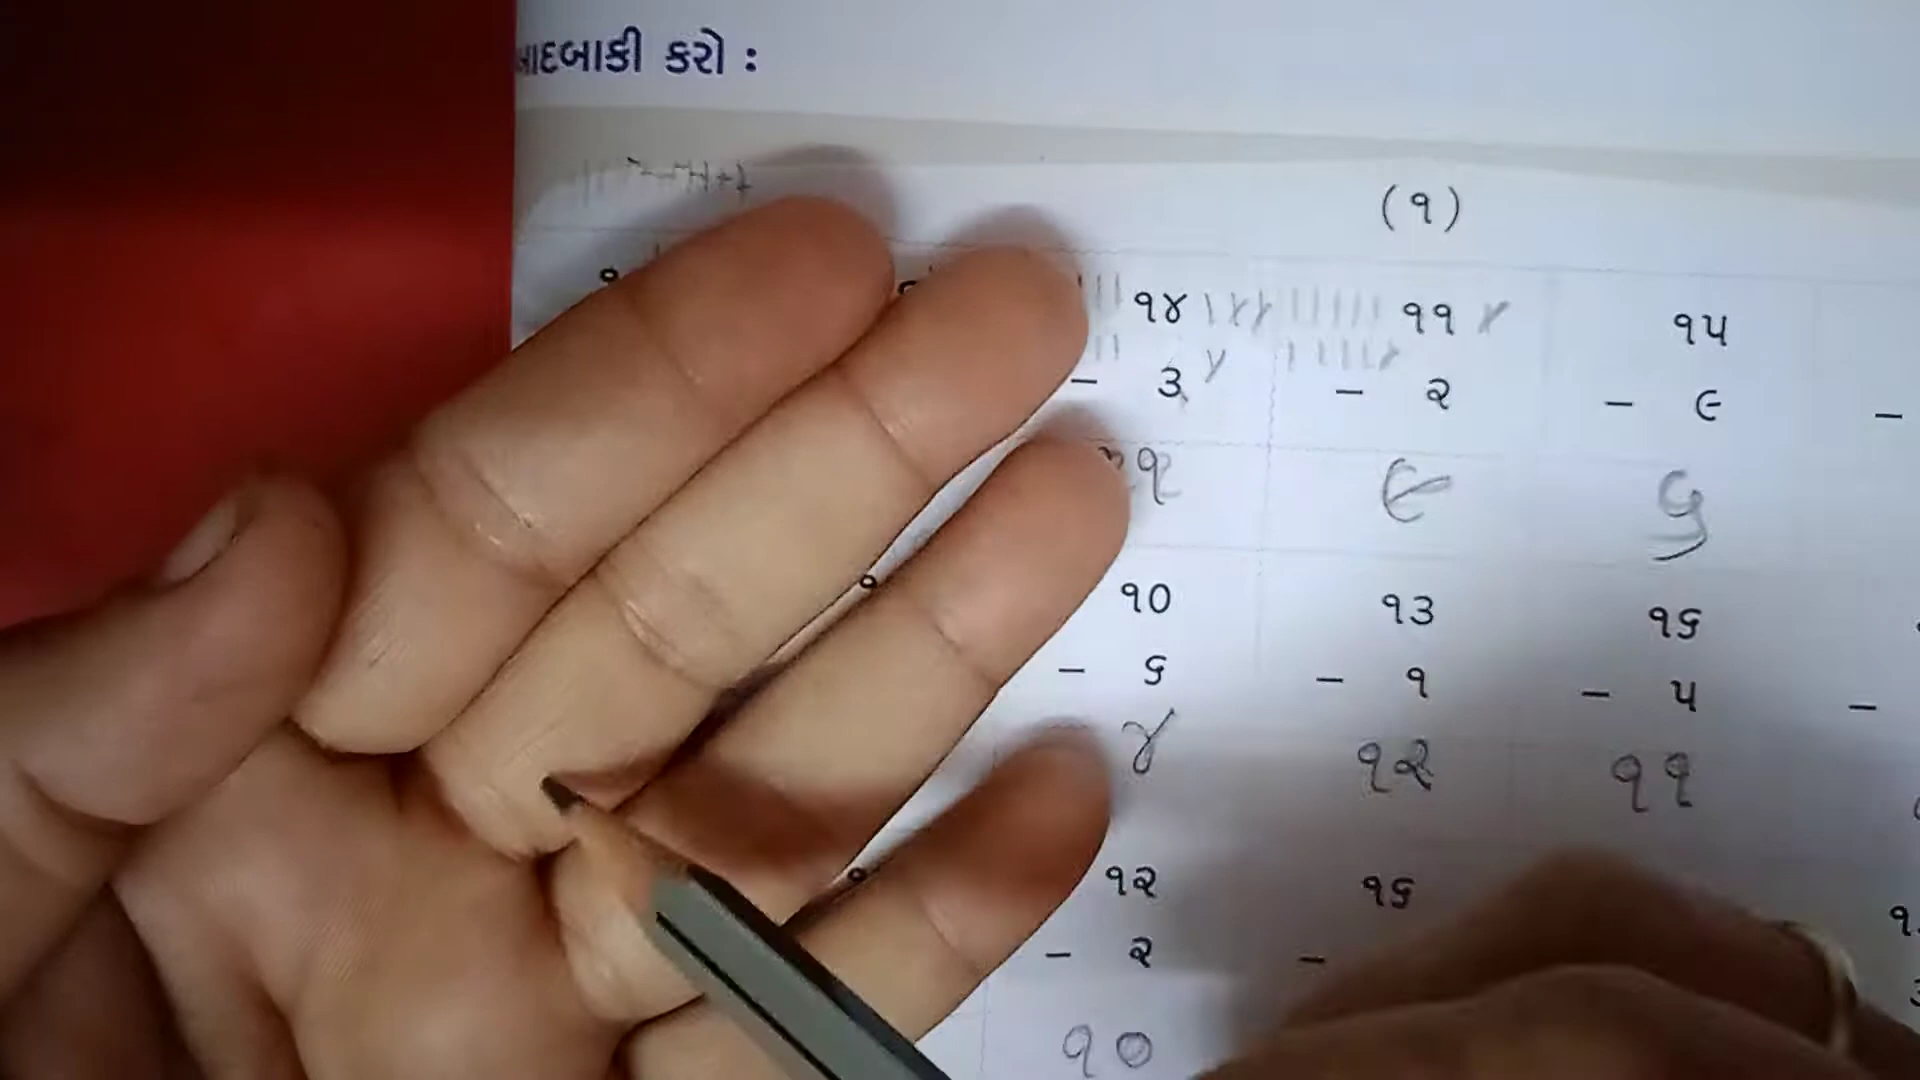 બાદબાકી કરો :
(૧)
૧૪ ૧૧ ૧૫
- ૩ - ૨ - ૯ -
૧૧ ૯ ૬
૧૦ ૧૩ ૧૬
- ૬ - ૧ - ૫ -
૪ ૧૨ ૧૧
૧૨ ૧૬
- ૨ -
૧૦